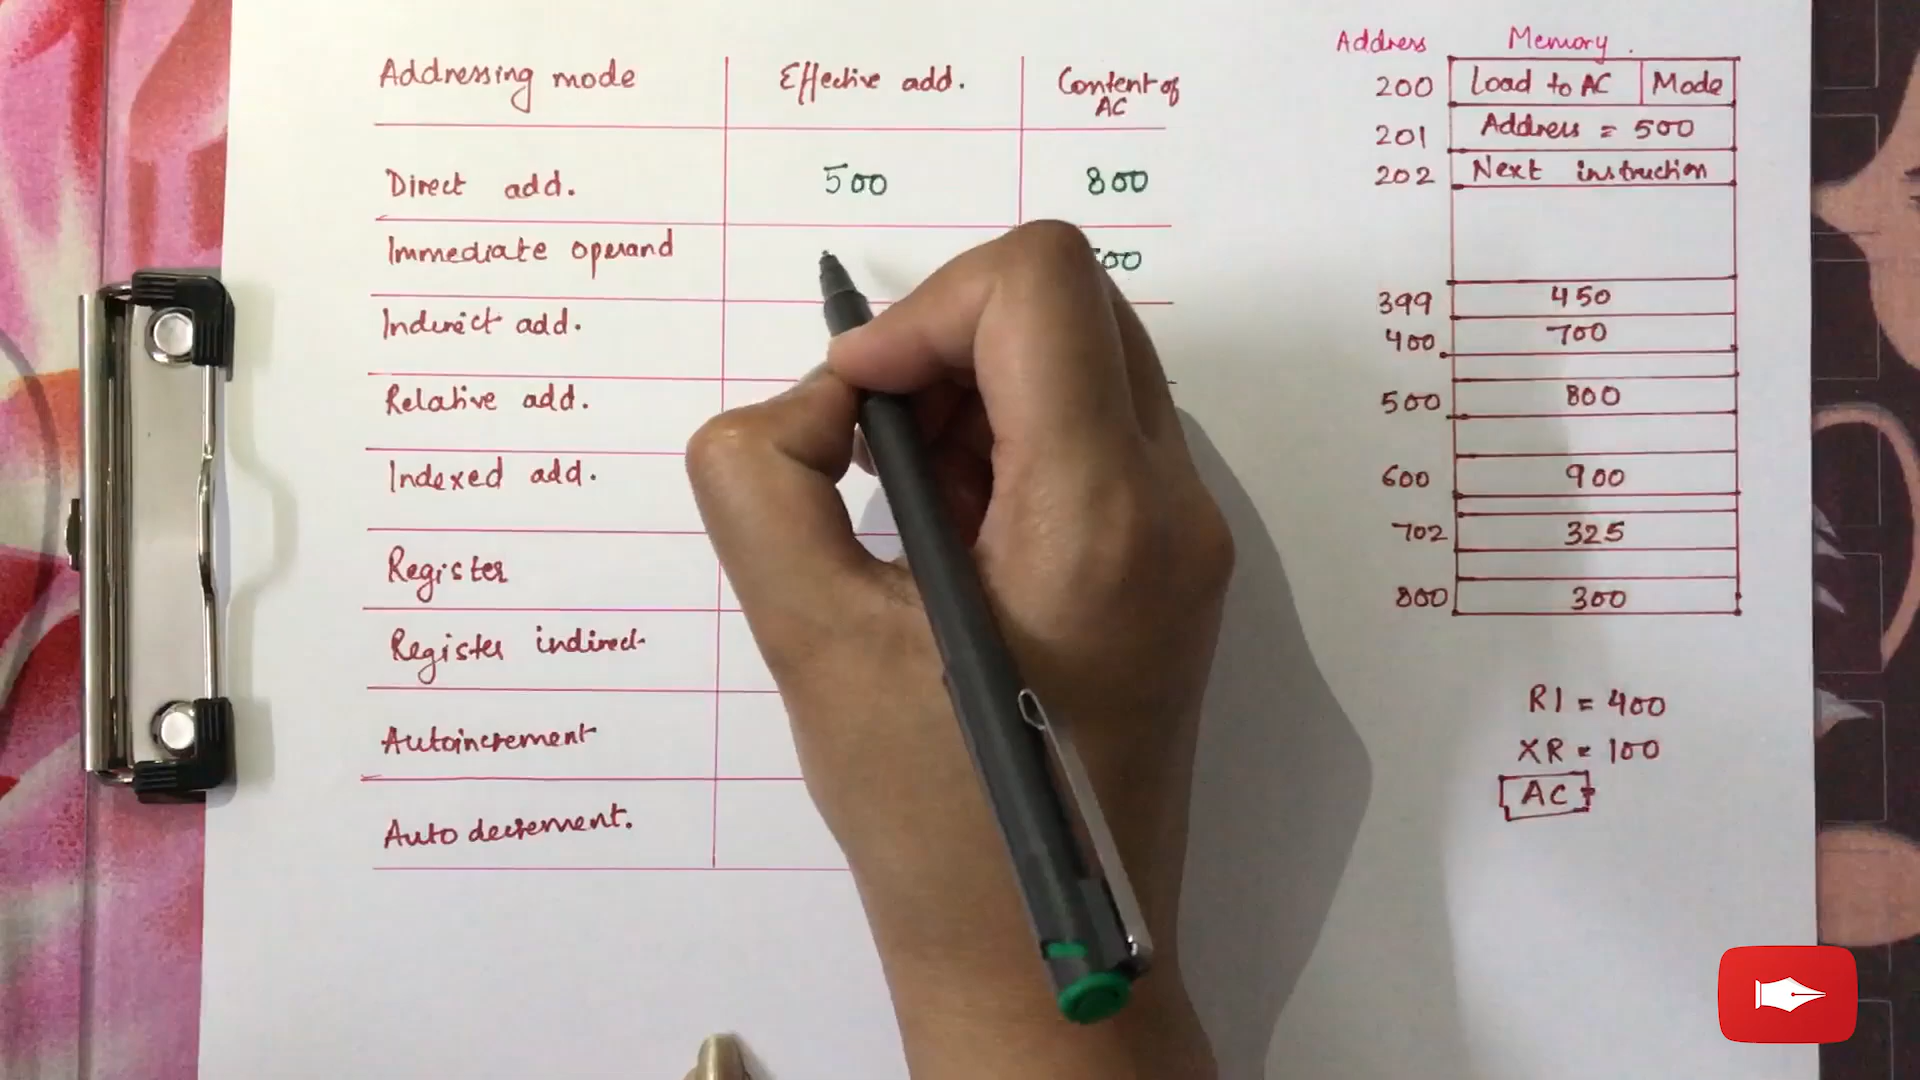 Addressing mode Effective add. Content of AC
Direct add. 500 800
Immediate operand
Indirect add.
Relative add.
Indexed add.
Register
Register indirect
Autoincrement
Auto decrement.
Address Memory.
200 Load to AC Mode
201 Address = 500
202 Next instruction
399 450
400 700
500 800
600 900
702 325
800 300
R1 = 400
XR = 100
AC